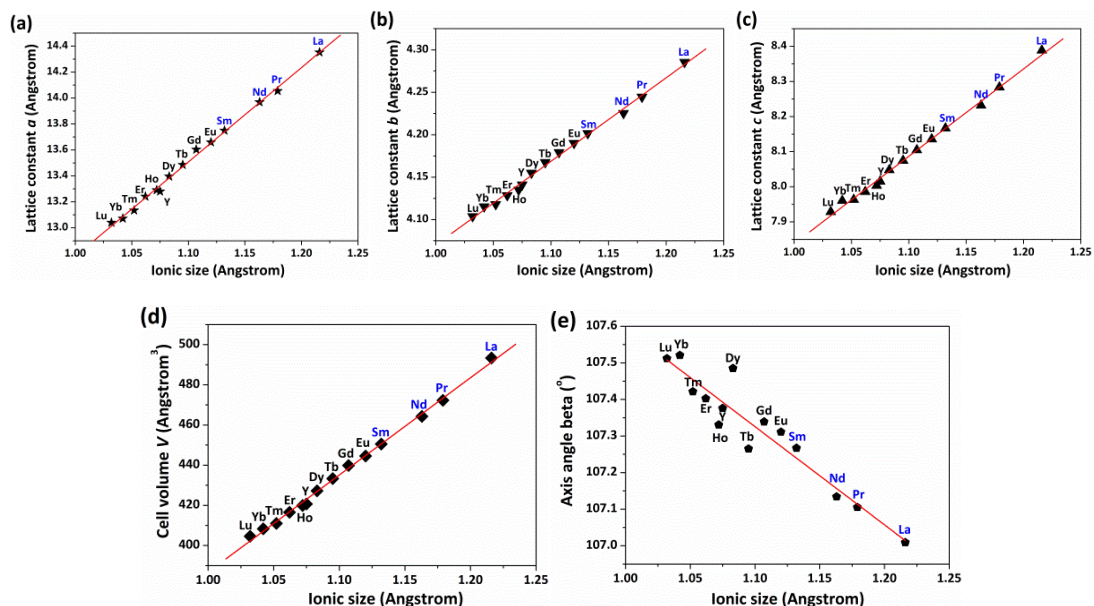 (a)
Lattice constant a (Angstrom)
14.4
14.2
14.0
13.8
13.6
13.4
13.2
13.0
Lu
Yb
Tm
Er
Ho
Y
Dy
Tb
Gd
Eu
Sm
Nd
Pr
La
1.00 1.05 1.10 1.15 1.20 1.25
Ionic size (Angstrom)
(b)
Lattice constant b (Angstrom)
4.30
4.25
4.20
4.15
4.10
Lu
Yb
Tm
Er
Ho
Y
Dy
Tb
Gd
Eu
Sm
Nd
Pr
La
1.00 1.05 1.10 1.15 1.20 1.25
Ionic size (Angstrom)
(c)
Lattice constant c (Angstrom)
8.4
8.3
8.2
8.1
8.0
7.9
Lu
Yb
Tm
Er
Ho
Y
Dy
Tb
Gd
Eu
Sm
Nd
Pr
La
1.00 1.05 1.10 1.15 1.20 1.25
Ionic size (Angstrom)
(d)
Cell volume V (Angstrom³)
500
480
460
440
420
400
Lu
Yb
Tm
Er
Ho
Y
Dy
Tb
Gd
Eu
Sm
Nd
Pr
La
1.00 1.05 1.10 1.15 1.20 1.25
Ionic size (Angstrom)
(e)
Axis angle beta (°)
107.6
107.5
107.4
107.3
107.2
107.1
107.0
Lu
Yb
Tm
Er
Ho
Y
Dy
Tb
Gd
Eu
Sm
Nd
Pr
La
1.00 1.05 1.10 1.15 1.20 1.25
Ionic size (Angstrom)